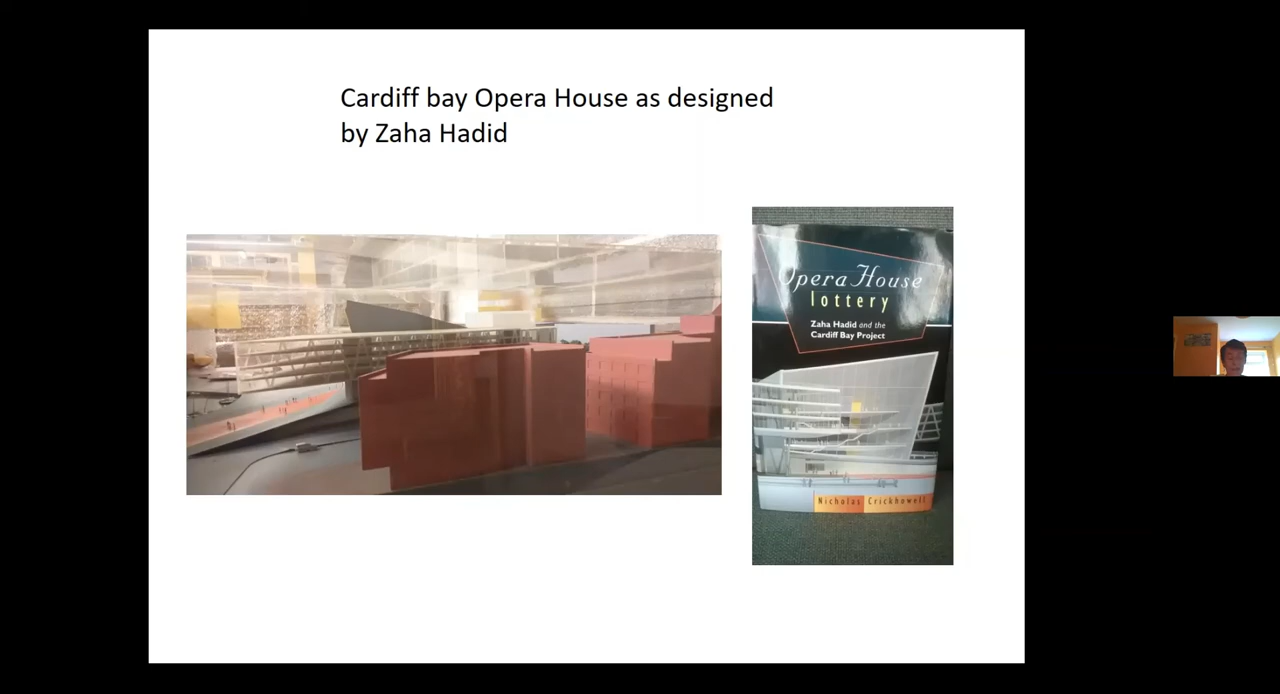 Cardiff bay Opera House as designed
by Zaha Hadid
Opera House
lottery
Zaha Hadid and the
Cardiff Bay Project
Nicholas Crickhowell